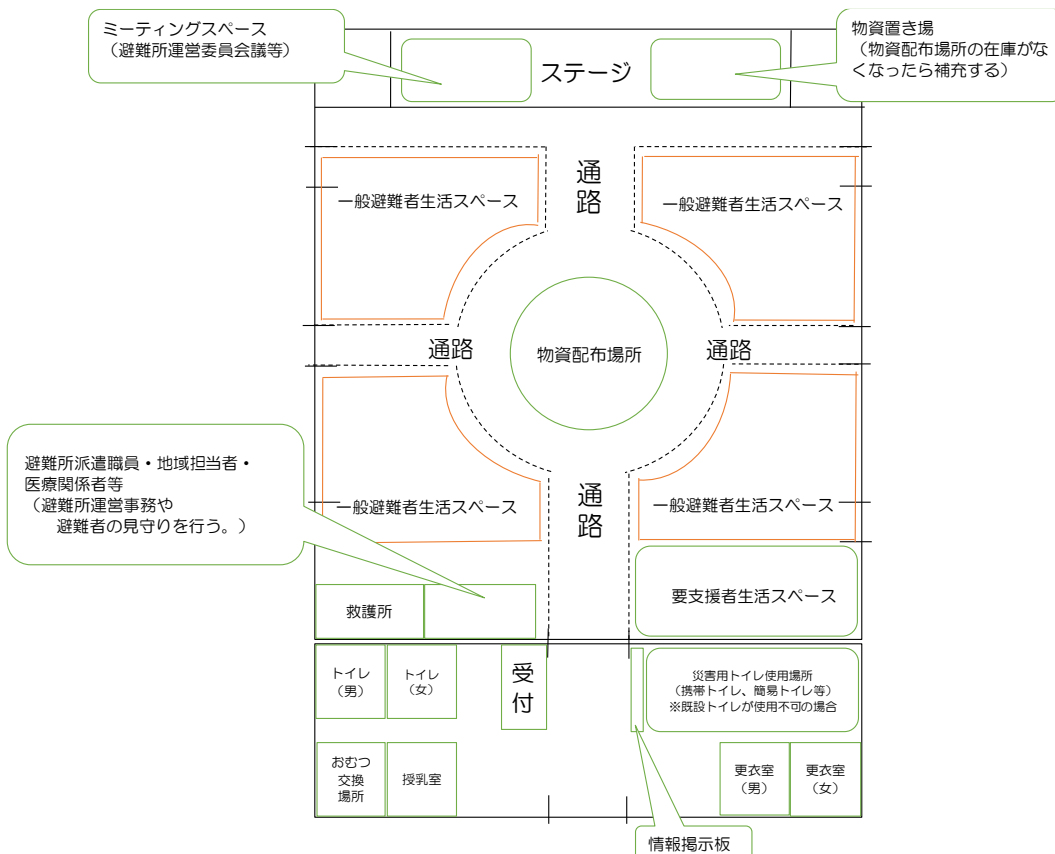 ミーティングスペース
（避難所運営委員会議等）
ステージ
物資置き場
（物資配布場所の在庫がな
くなったら補充する）
通
路
一般避難者生活スペース
一般避難者生活スペース
通路
物資配布場所
通路
避難所派遣職員・地域担当者・
医療関係者等
（避難所運営事務や
避難者の見守りを行う。）
一般避難者生活スペース
通
路
一般避難者生活スペース
救護所
要支援者生活スペース
トイレ
（男）
トイレ
（女）
受
付
災害用トイレ使用場所
（携帯トイレ、簡易トイレ等）
※既設トイレが使用不可の場合
おむつ
交換
場所
授乳室
更衣室
（男）
更衣室
（女）
情報掲示板